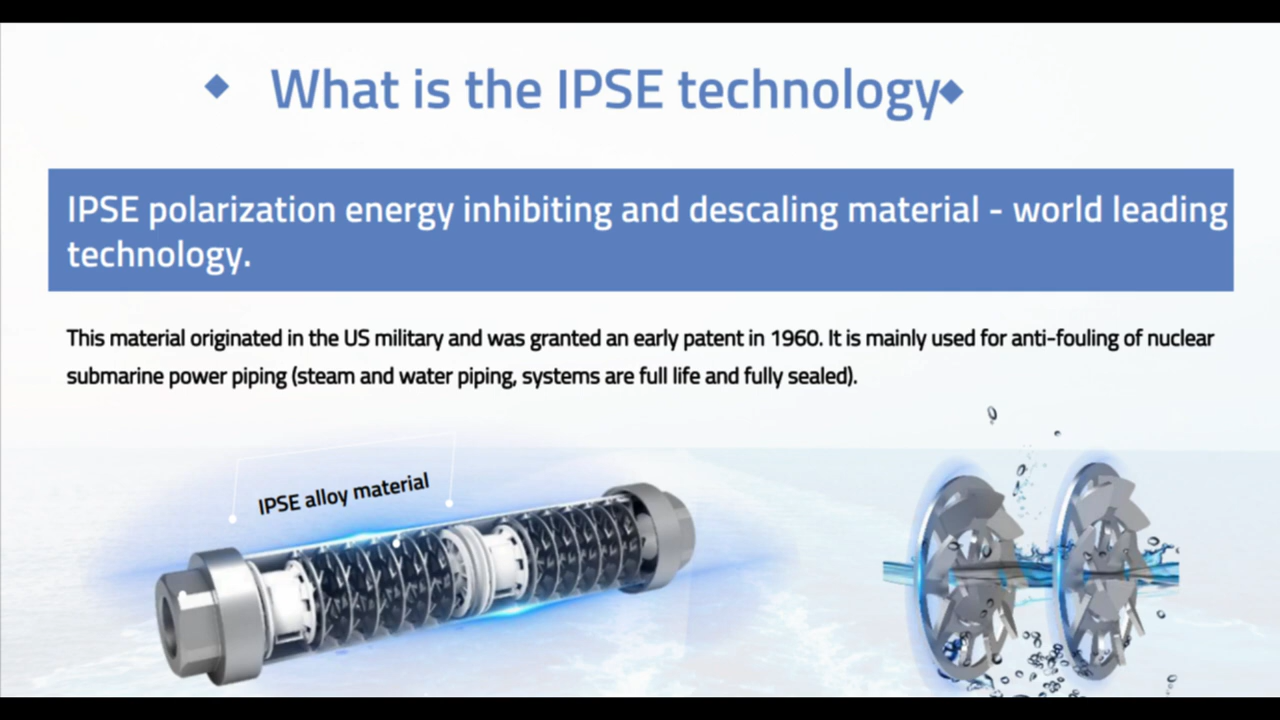 What is the IPSE technology
IPSE polarization energy inhibiting and descaling material - world leading
technology.
This material originated in the US military and was granted an early patent in 1960. It is mainly used for anti-fouling of nuclear
submarine power piping (steam and water piping, systems are full life and fully sealed).
IPSE alloy material